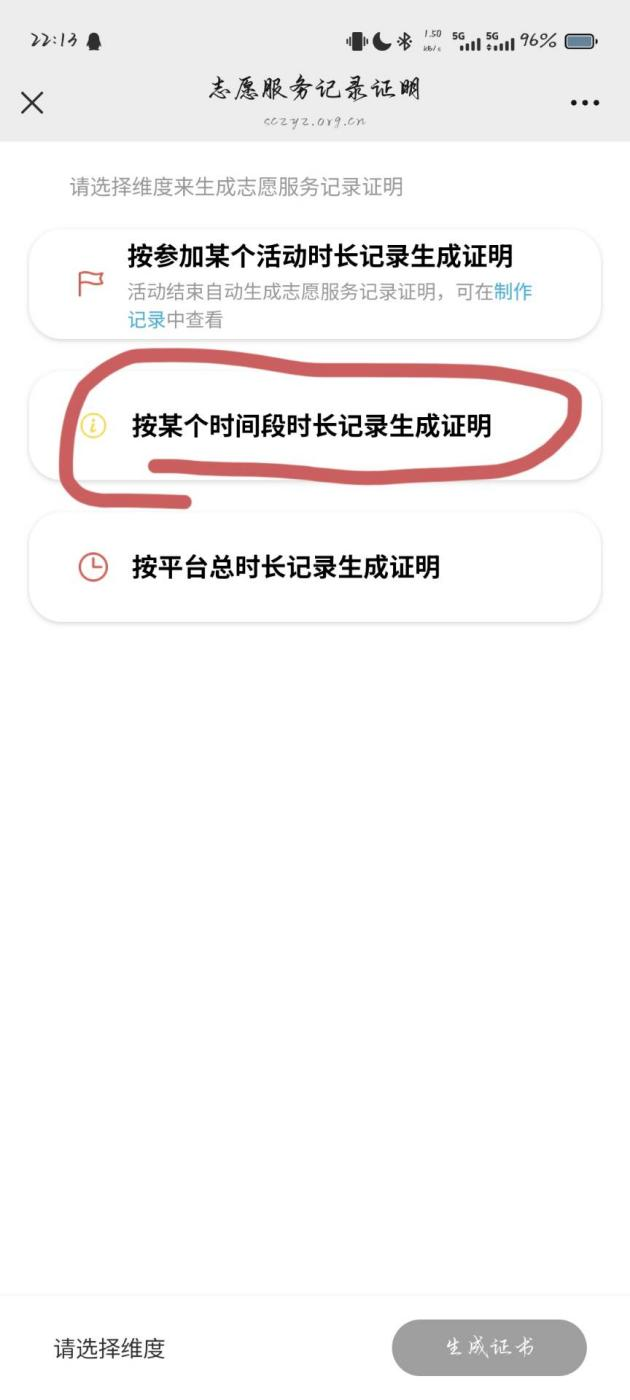 22:13
1.50
kB/s
5G
5G
96%
志愿服务记录证明
cczyz.org.cn
请选择维度来生成志愿服务记录证明
按参加某个活动时长记录生成证明
活动结束自动生成志愿服务记录证明，可在制作
记录中查看
按某个时间段时长记录生成证明
按平台总时长记录生成证明
请选择维度
生成证书